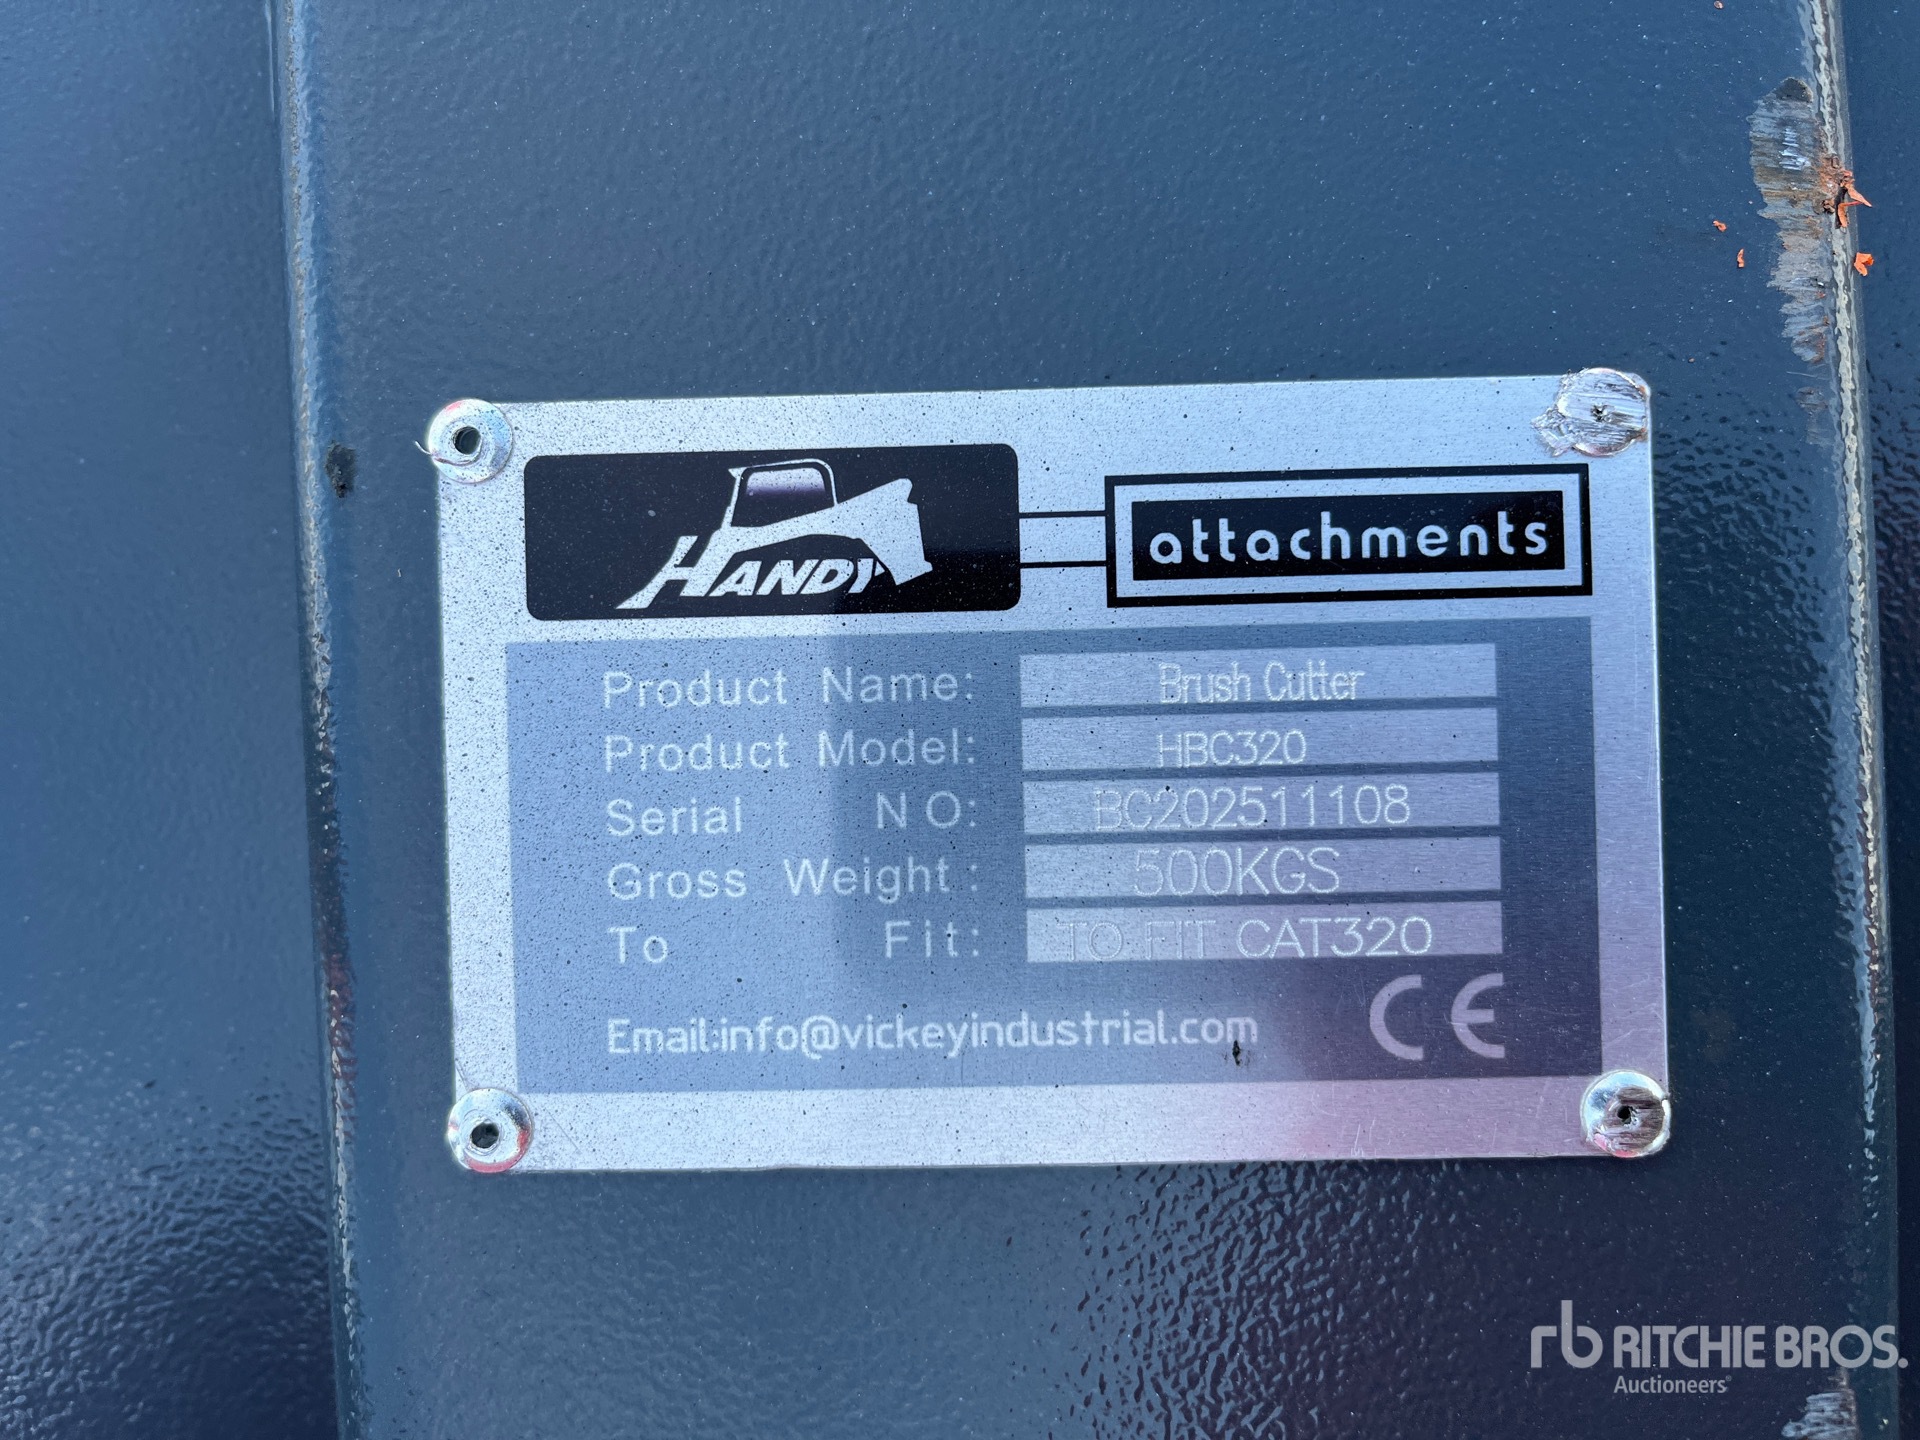 HANDY
attachments
Product Name: Brush Cutter
Product Model: HBC320
Serial NO: BC202511108
Gross Weight: 500KGS
To Fit: TO FIT CAT320
Email:info@vickeyindustrial.com
CE
rb RITCHIE BROS.
Auctioneers